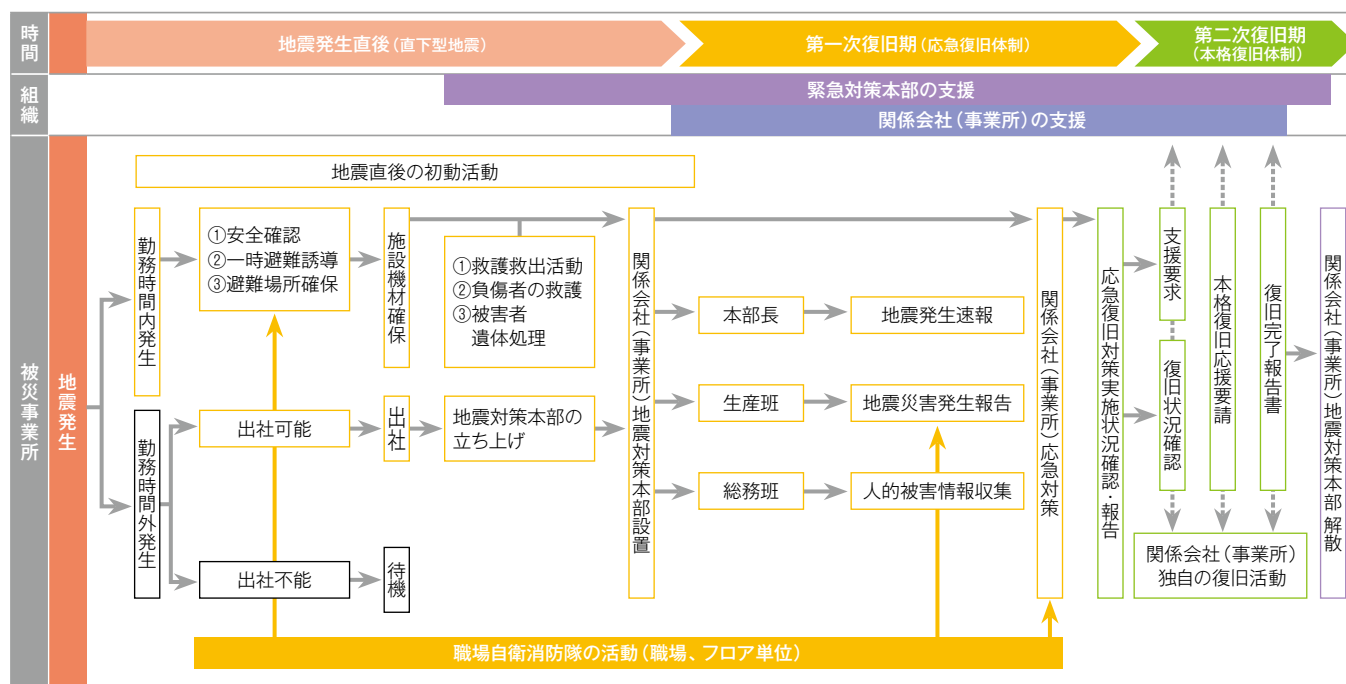 時間
地震発生直後(直下型地震)
第一次復旧期(応急復旧体制)
第二次復旧期
(本格復旧体制)
組織
緊急対策本部の支援
関係会社(事業所)の支援
被災事業所
地震発生
地震直後の初動活動
勤務時間内発生
①安全確認
②一時避難誘導
③避難場所確保
施設機材確保
①救護救出活動
②負傷者の救護
③被害者
遺体処理
勤務時間外発生
出社可能
出社
地震対策本部の
立ち上げ
出社不能
待機
関係会社(事業所)地震対策本部設置
本部長
地震発生速報
生産班
地震災害発生報告
総務班
人的被害情報収集
関係会社(事業所)応急対策
応急復旧対策実施状況確認・報告
支援要求
復旧状況確認
本格復旧応援要請
復旧完了報告書
関係会社(事業所)
独自の復旧活動
関係会社(事業所)地震対策本部 解散
職場自衛消防隊の活動(職場、フロア単位)